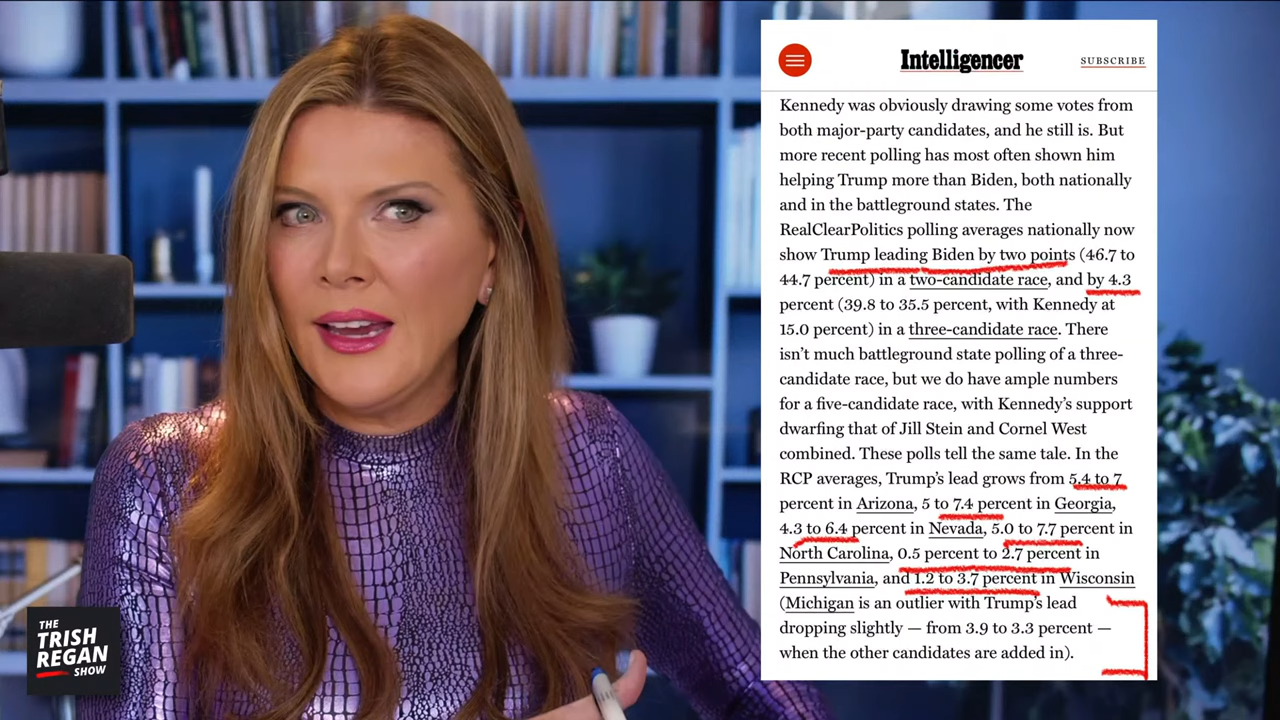 Intelligencer
SUBSCRIBE
Kennedy was obviously drawing some votes from
both major-party candidates, and he still is. But
more recent polling has most often shown him
helping Trump more than Biden, both nationally
and in the battleground states. The
RealClearPolitics polling averages nationally now
show Trump leading Biden by two points (46.7 to
44.7 percent) in a two-candidate race, and by 4.3
percent (39.8 to 35.5 percent, with Kennedy at
15.0 percent) in a three-candidate race. There
isn’t much battleground state polling of a three-
candidate race, but we do have ample numbers
for a five-candidate race, with Kennedy’s support
dwarfing that of Jill Stein and Cornel West
combined. These polls tell the same tale. In the
RCP averages, Trump’s lead grows from 5.4 to 7
percent in Arizona, 5 to 7.4 percent in Georgia,
4.3 to 6.4 percent in Nevada, 5.0 to 7.7 percent in
North Carolina, 0.5 percent to 2.7 percent in
Pennsylvania, and 1.2 to 3.7 percent in Wisconsin
(Michigan is an outlier with Trump’s lead
dropping slightly — from 3.9 to 3.3 percent —
when the other candidates are added in).
THE
TRISH
REGAN
SHOW